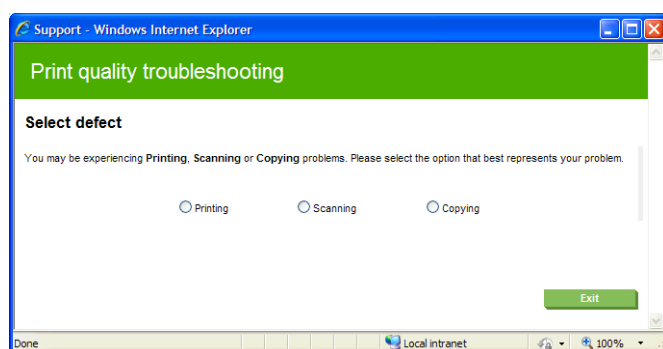 Support - Windows Internet Explorer
Print quality troubleshooting
Select defect
You may be experiencing Printing, Scanning or Copying problems. Please select the option that best represents your problem.
Printing Scanning Copying
Exit
Done Local intranet 100%